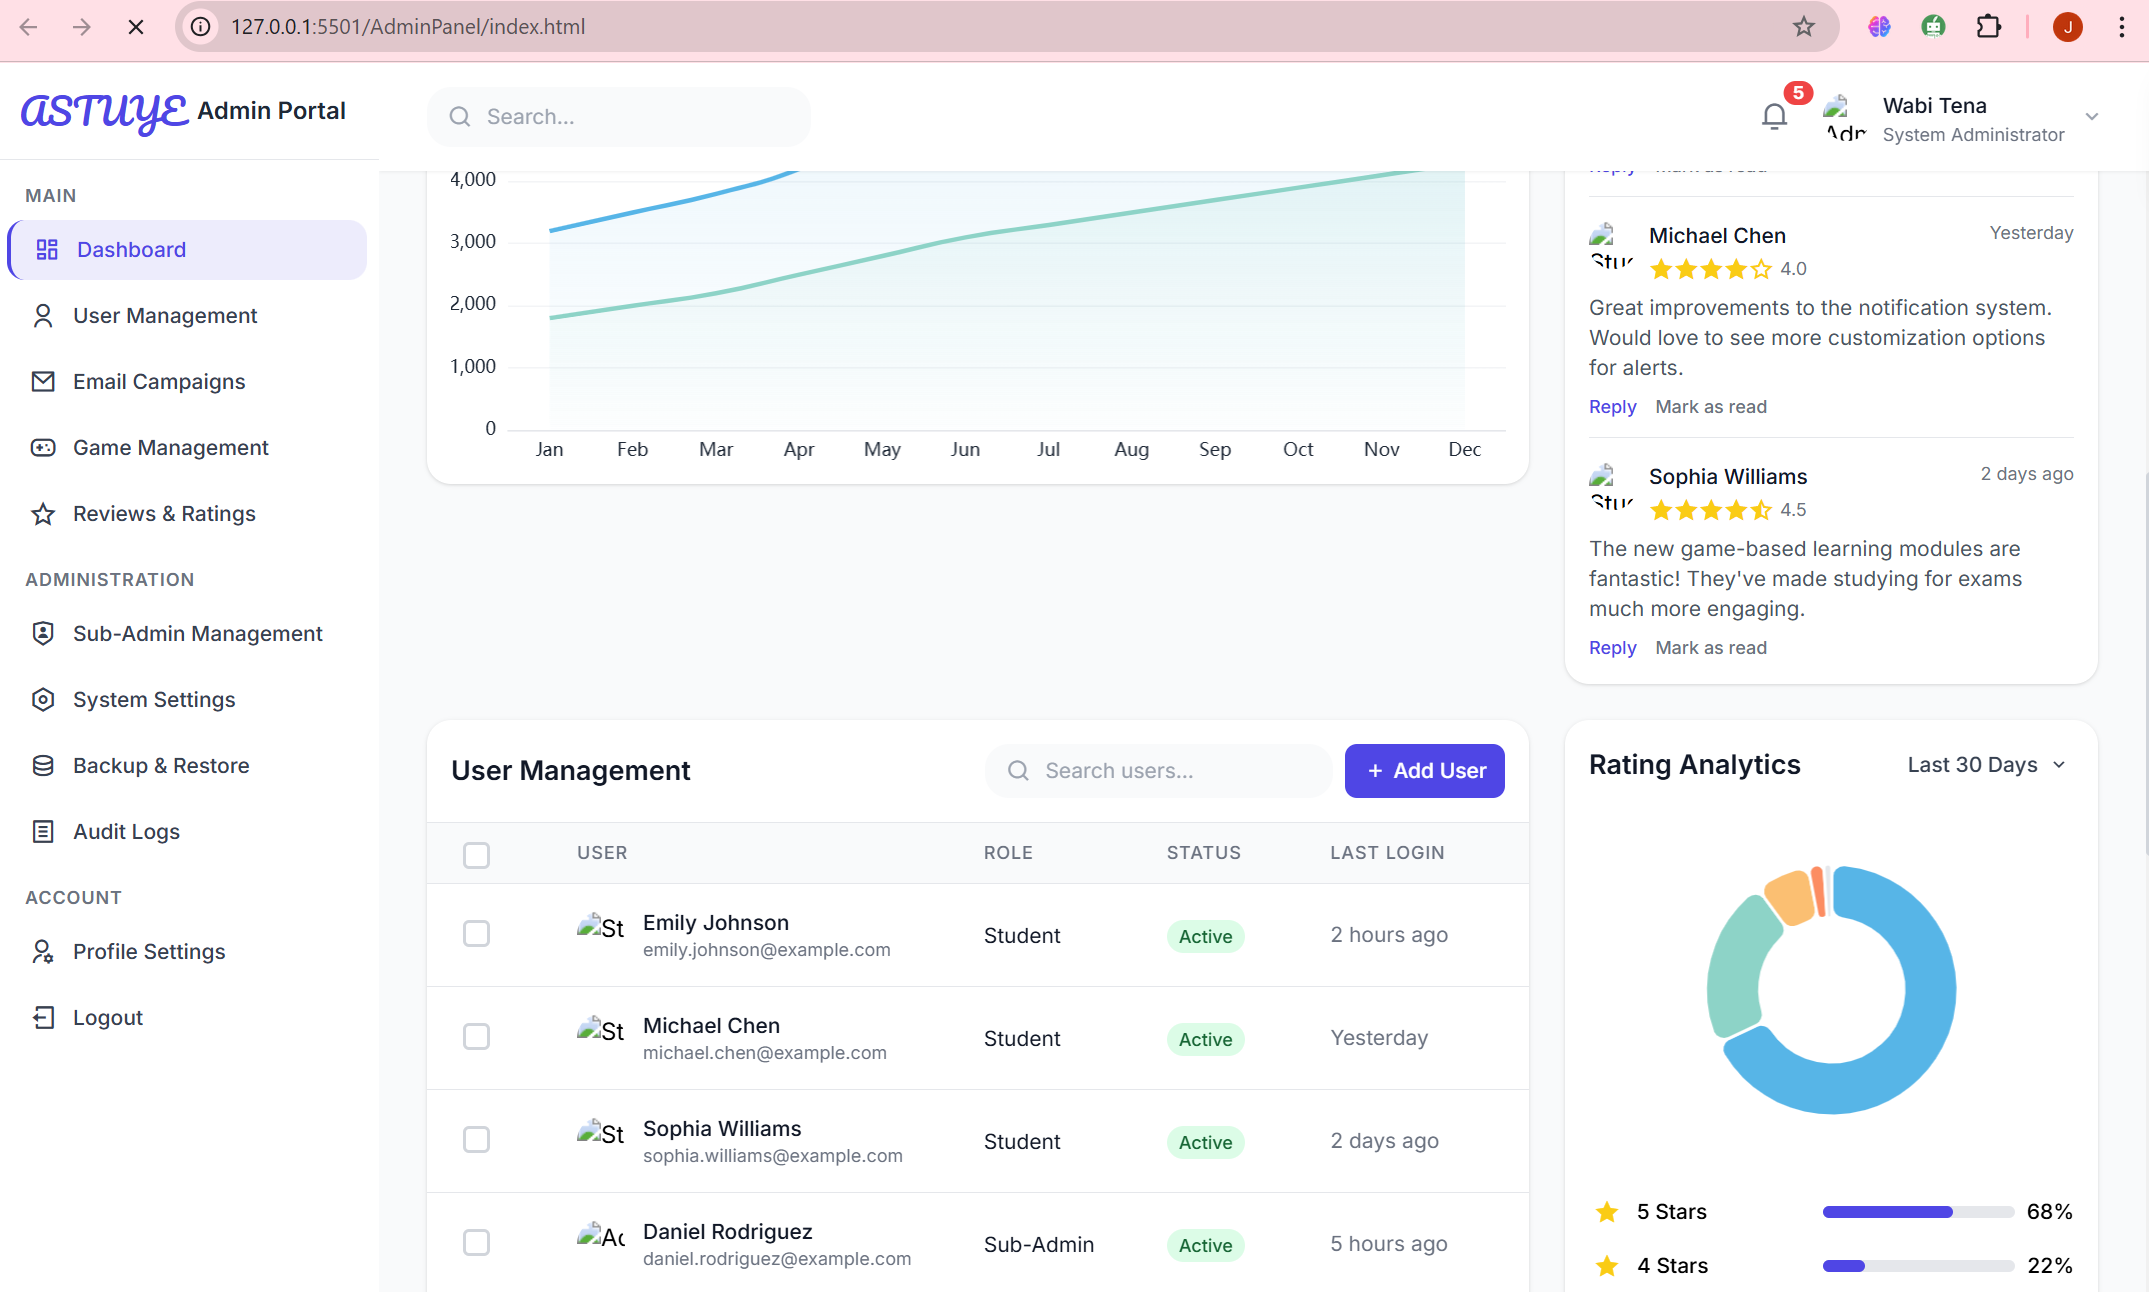 127.0.0.1:5501/AdminPanel/index.html
J
ASTUYE Admin Portal
Search...
5
Wabi Tena
System Administrator
MAIN
Dashboard
User Management
Email Campaigns
Game Management
Reviews & Ratings
ADMINISTRATION
Sub-Admin Management
System Settings
Backup & Restore
Audit Logs
ACCOUNT
Profile Settings
Logout
4,000
3,000
2,000
1,000
0
Jan Feb Mar Apr May Jun Jul Aug Sep Oct Nov Dec
Michael Chen
Yesterday
4.0
Great improvements to the notification system.
Would love to see more customization options
for alerts.
Reply Mark as read
Sophia Williams
2 days ago
4.5
The new game-based learning modules are
fantastic! They've made studying for exams
much more engaging.
Reply Mark as read
User Management
Search users...
+ Add User
USER ROLE STATUS LAST LOGIN
St
Emily Johnson
emily.johnson@example.com
Student
Active
2 hours ago
St
Michael Chen
michael.chen@example.com
Student
Active
Yesterday
St
Sophia Williams
sophia.williams@example.com
Student
Active
2 days ago
Daniel Rodriguez
daniel.rodriguez@example.com
Sub-Admin
Active
5 hours ago
Rating Analytics
Last 30 Days
5 Stars 68%
4 Stars 22%